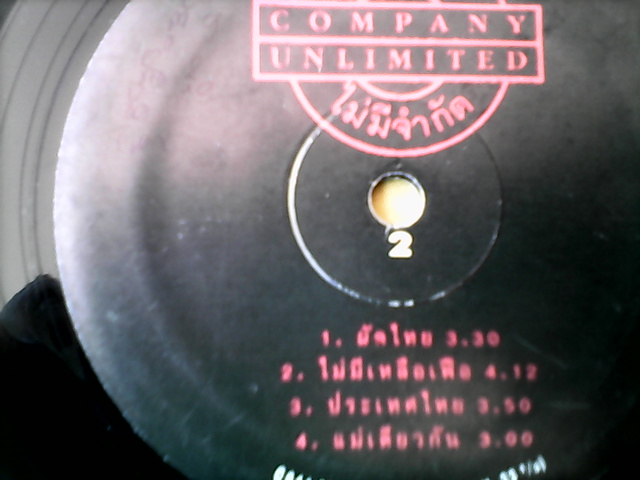 COMPANY
UNLIMITED
ไม่มีจำกัด
2
1. มัดไทย 3.30
2. ไม่มีเหลือเฟือ 4.12
3. ประเทศไทย 3.50
4. แม่เดียวกัน 3.00